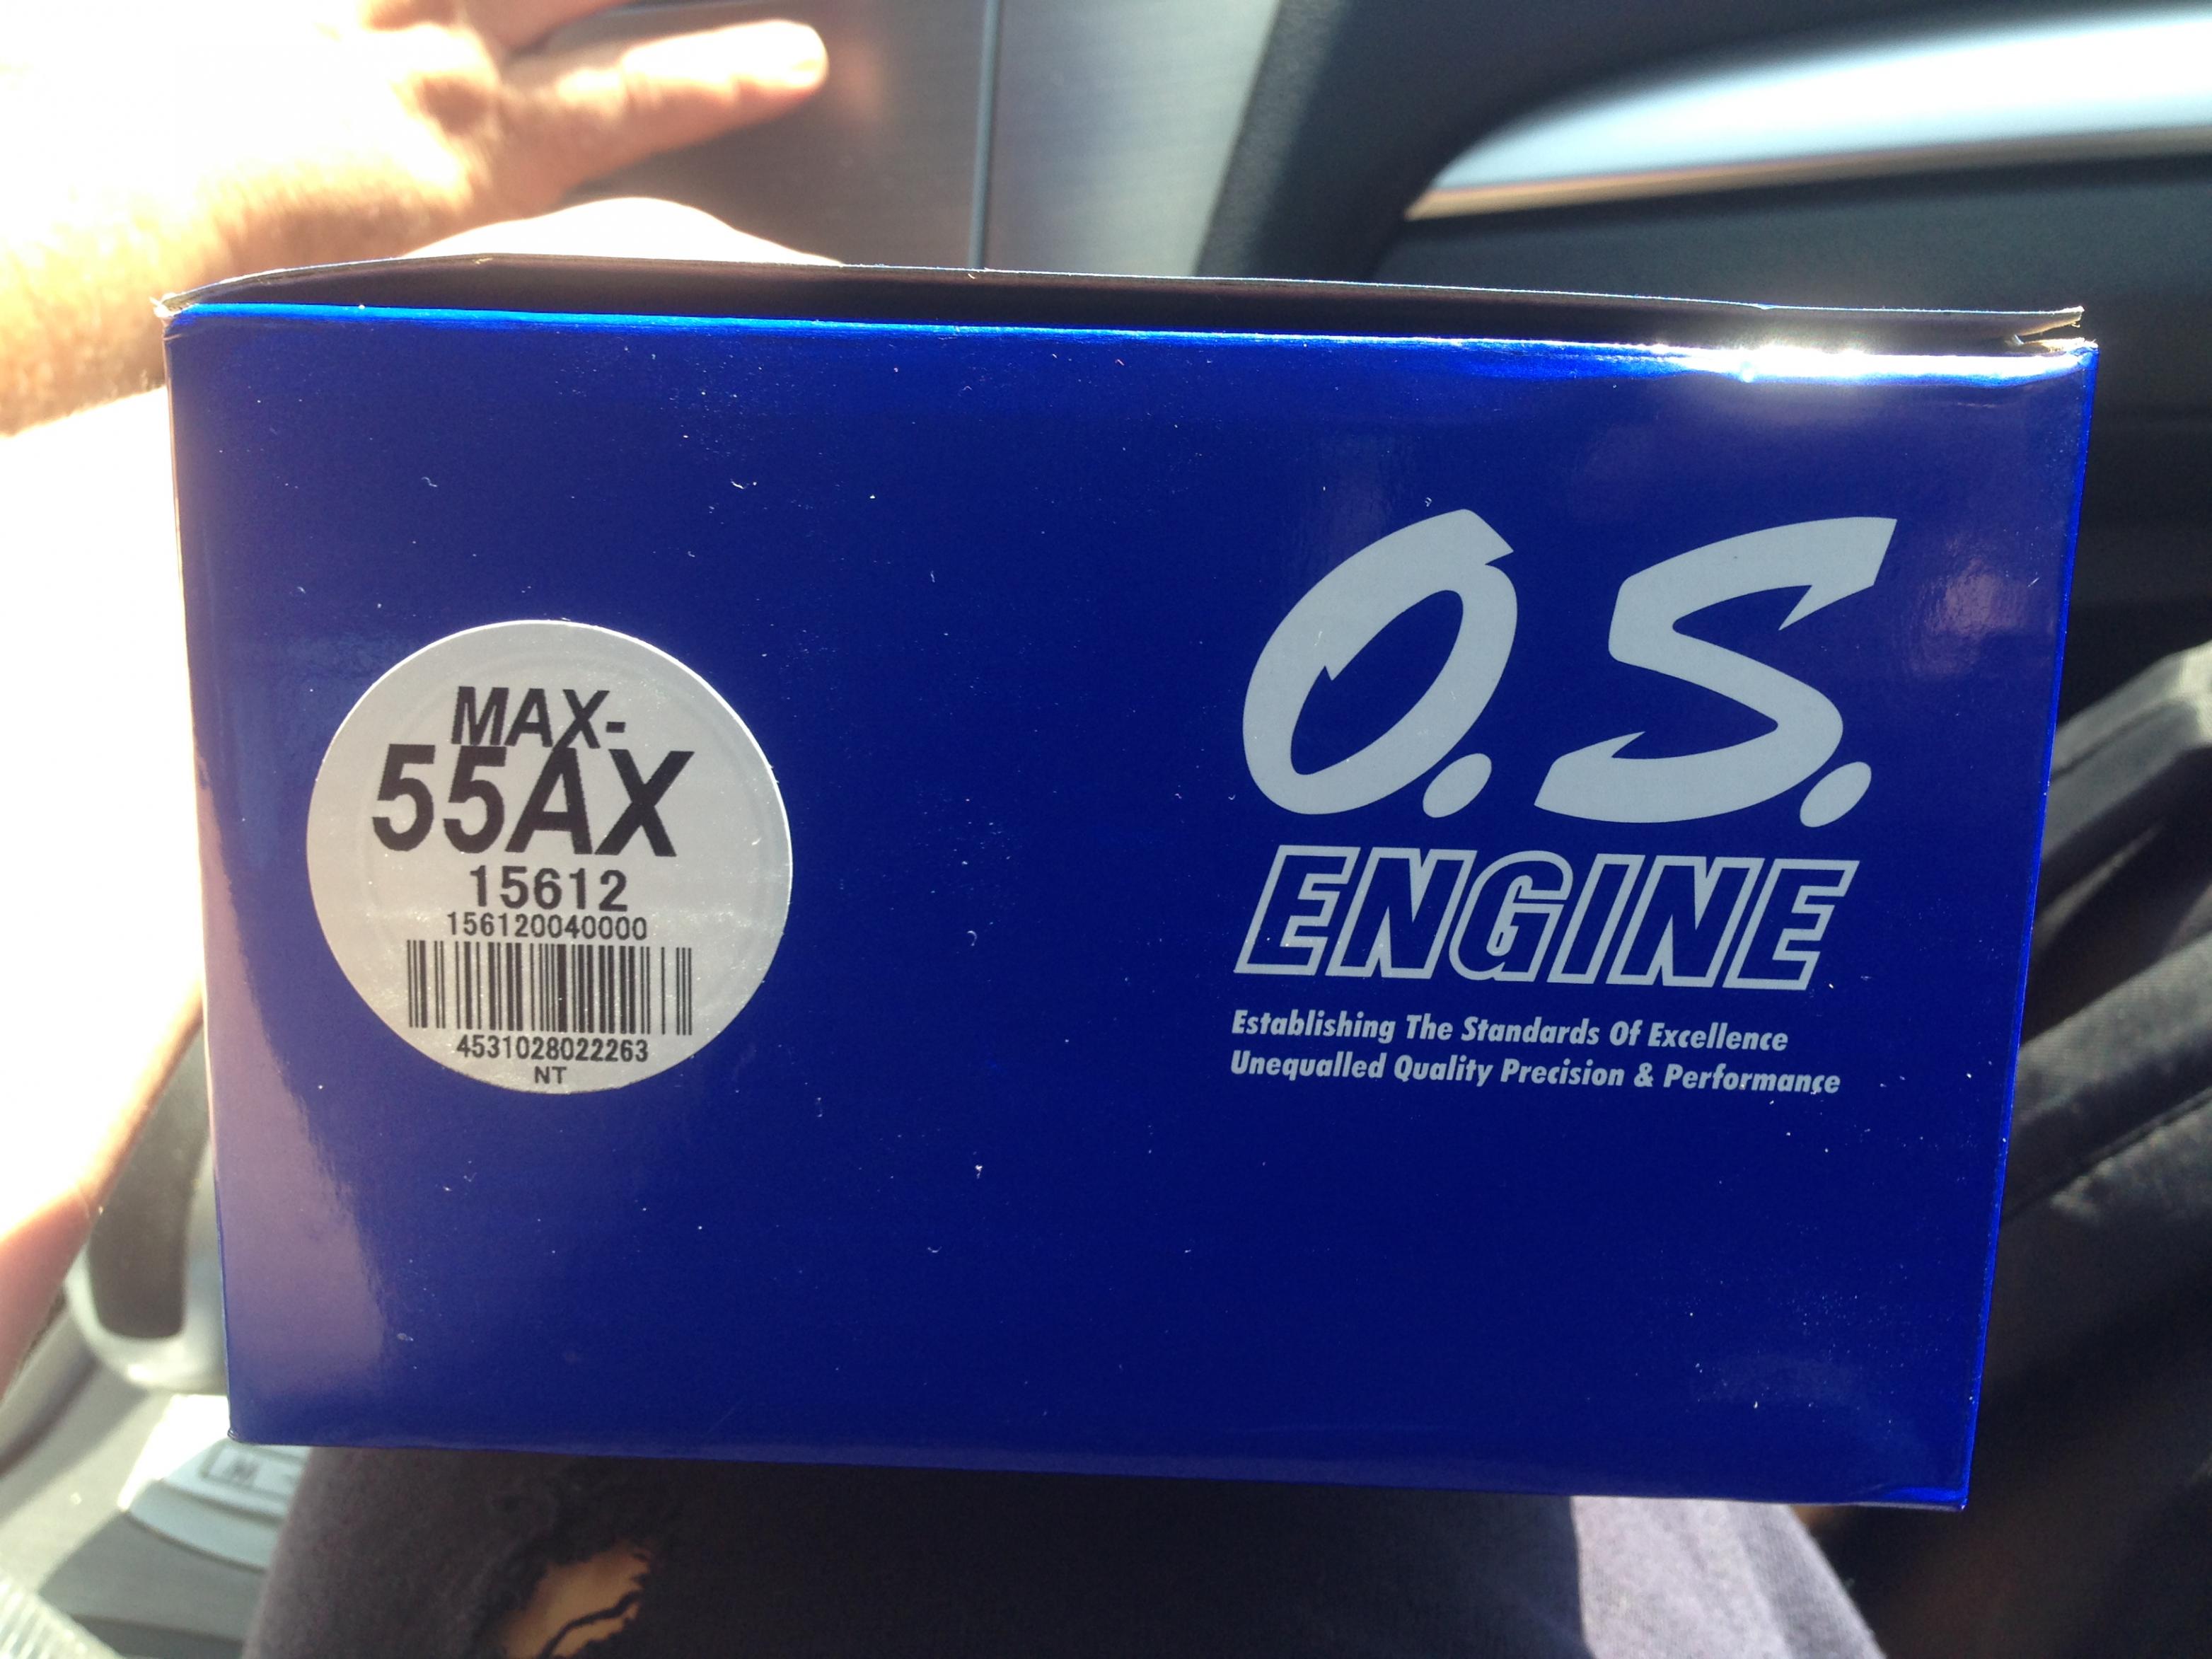 MAX-
55AX
15612
156120040000
4531028022263
NT
O.S.
ENGINE
Establishing The Standards Of Excellence
Unequalled Quality Precision & Performance